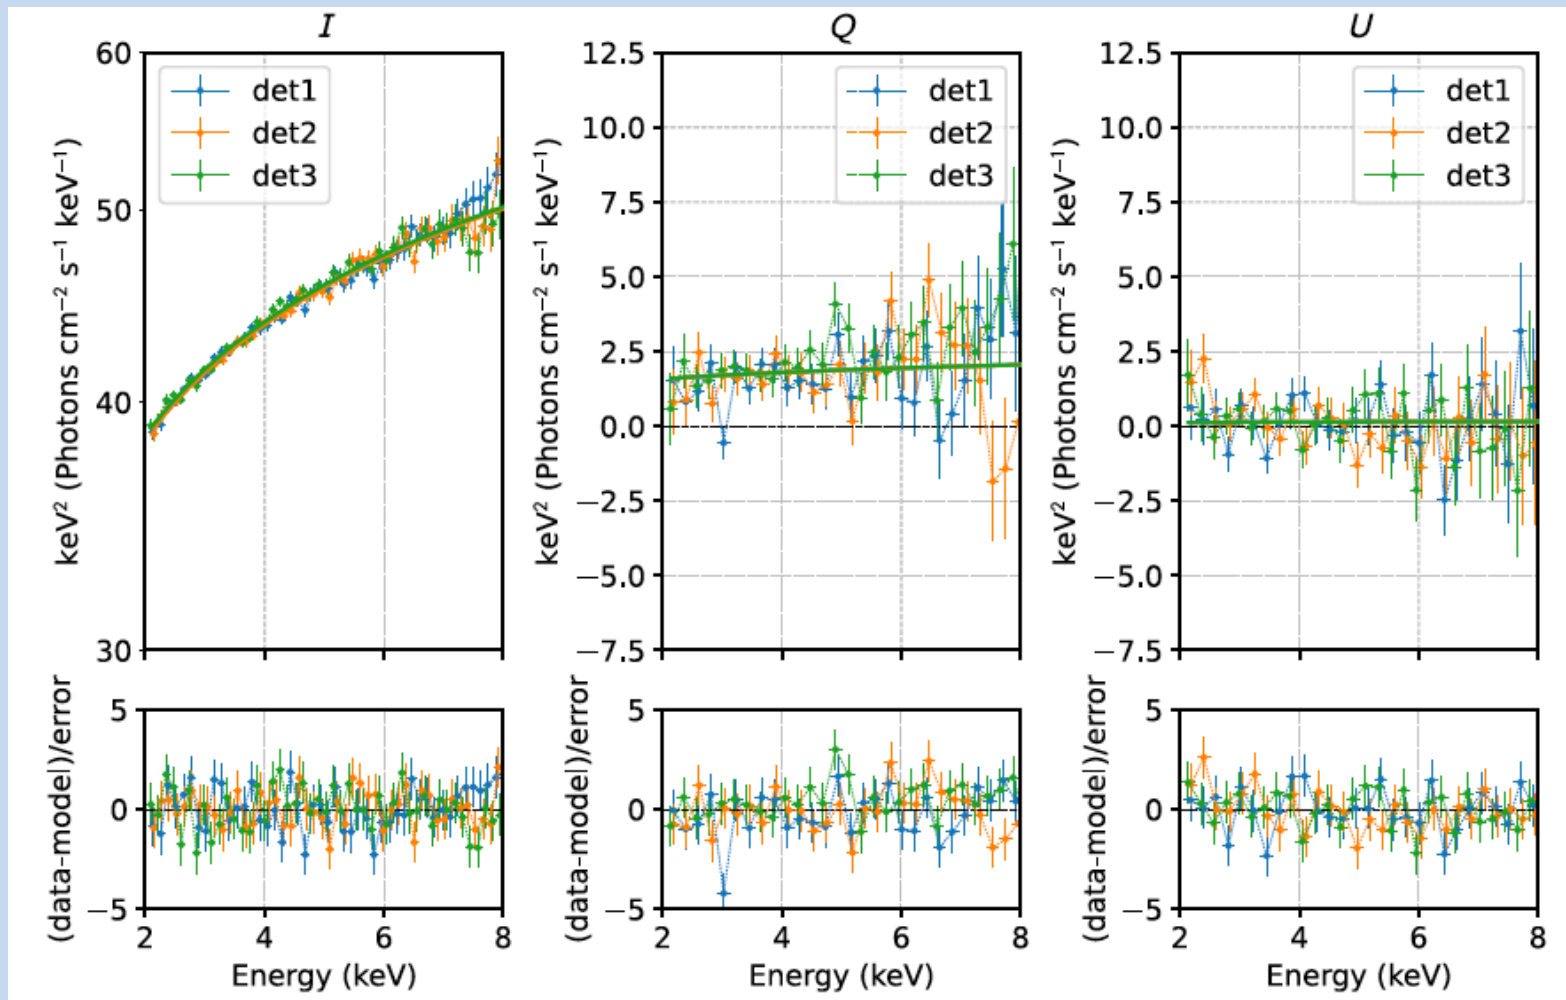 I
60
50
40
30
keV² (Photons cm⁻² s⁻¹ keV⁻¹)
det1
det2
det3
5
0
−5
(data-model)/error
2 4 6 8
Energy (keV)
Q
12.5
10.0
7.5
5.0
2.5
0.0
−2.5
−5.0
−7.5
keV² (Photons cm⁻² s⁻¹ keV⁻¹)
det1
det2
det3
5
0
−5
(data-model)/error
2 4 6 8
Energy (keV)
U
12.5
10.0
7.5
5.0
2.5
0.0
−2.5
−5.0
−7.5
keV² (Photons cm⁻² s⁻¹ keV⁻¹)
det1
det2
det3
5
0
−5
(data-model)/error
2 4 6 8
Energy (keV)